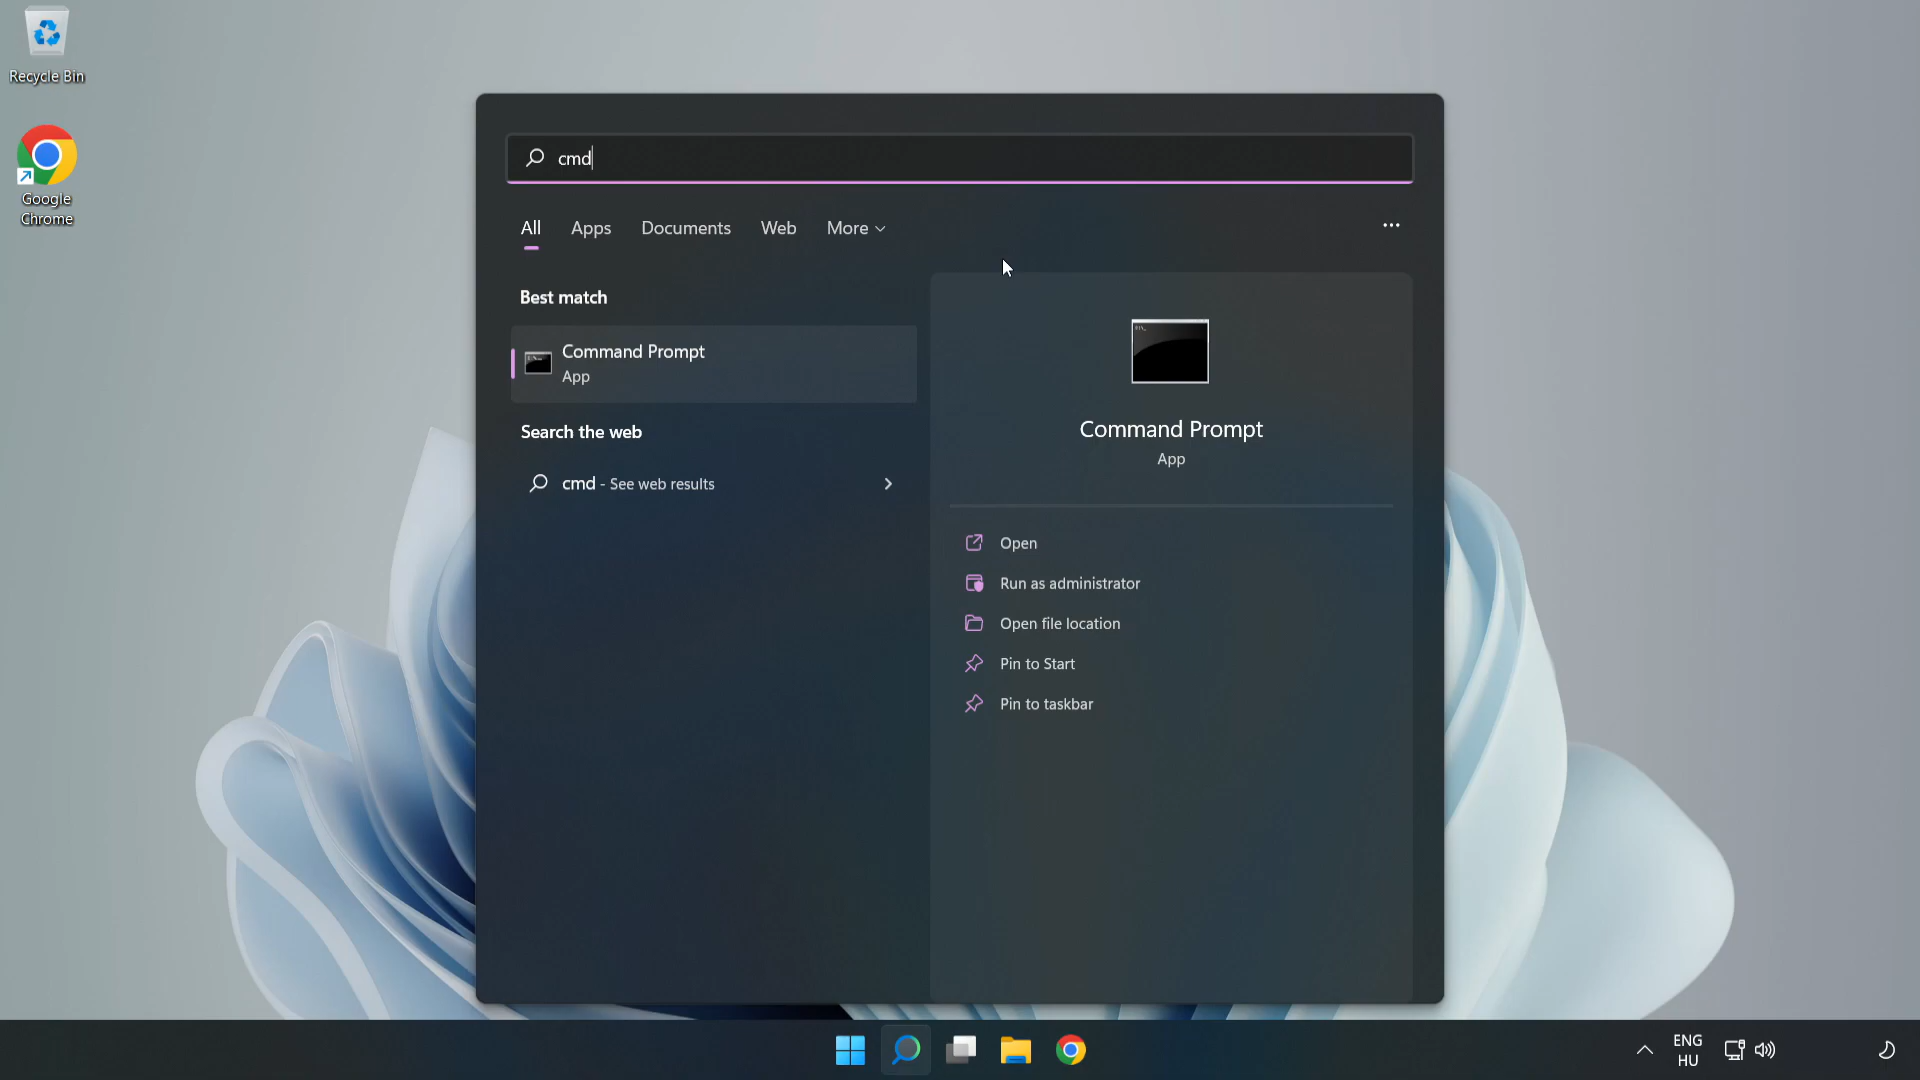 Recycle Bin
Google
Chrome
cmd
All Apps Documents Web More
Best match
Command Prompt
App
Search the web
cmd - See web results
Command Prompt
App
Open
Run as administrator
Open file location
Pin to Start
Pin to taskbar
ENG
HU